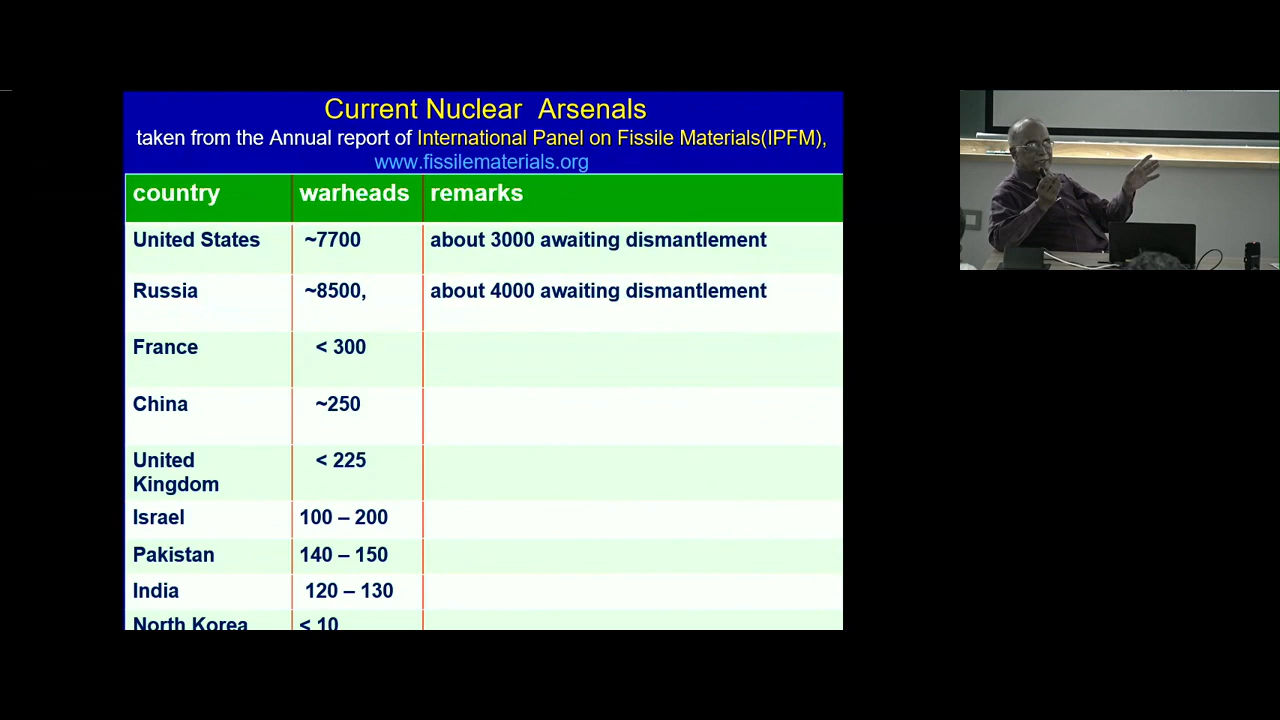 Current Nuclear Arsenals
taken from the Annual report of International Panel on Fissile Materials(IPFM),
www.fissilematerials.org
country warheads remarks
United States ~7700 about 3000 awaiting dismantlement
Russia ~8500, about 4000 awaiting dismantlement
France < 300
China ~250
United < 225
Kingdom
Israel 100 – 200
Pakistan 140 – 150
India 120 – 130
North Korea < 10